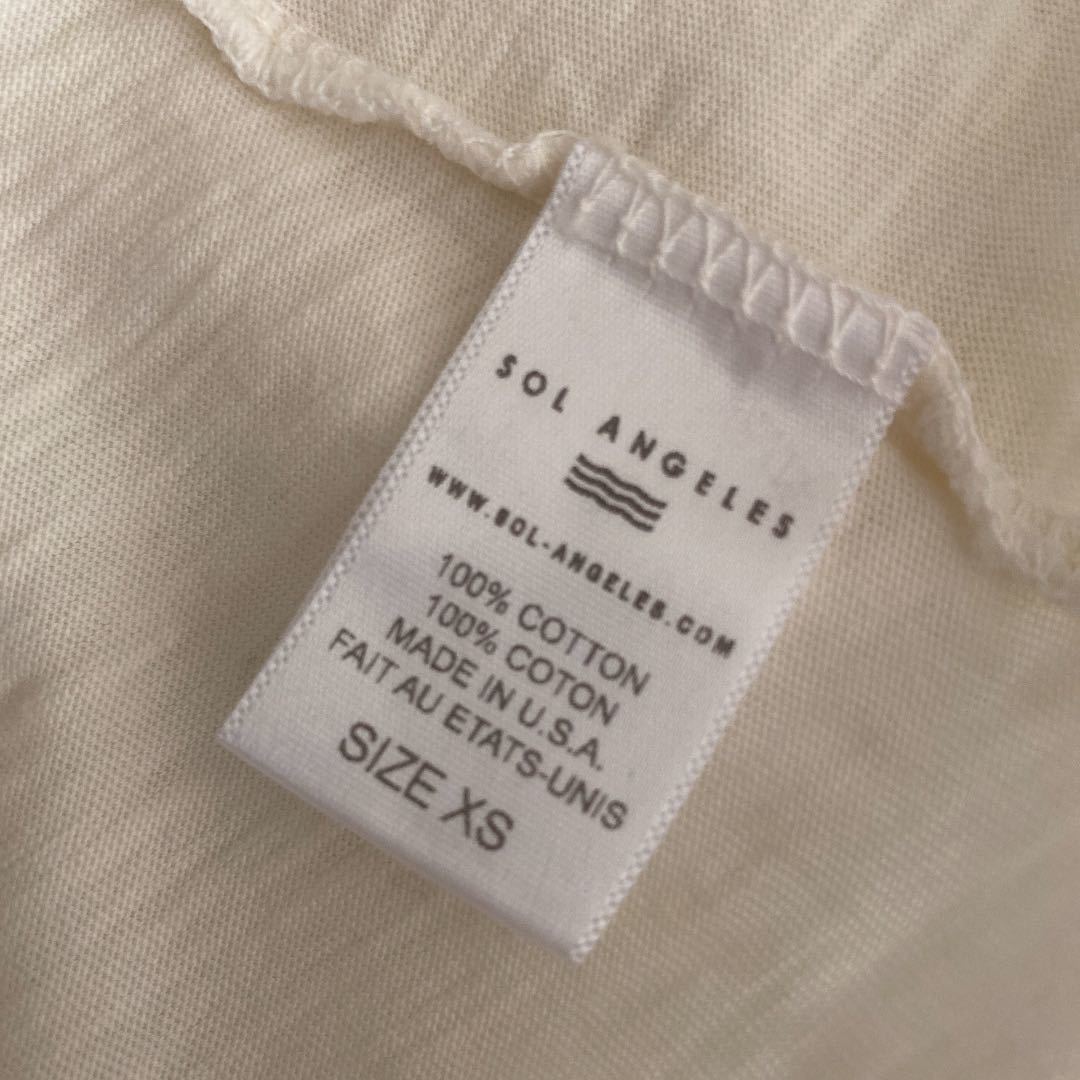 SOL ANGELES
WWW.SOL-ANGELES.COM
100% COTTON
100% COTON
MADE IN U.S.A.
FAIT AU ETATS-UNIS
SIZE XS